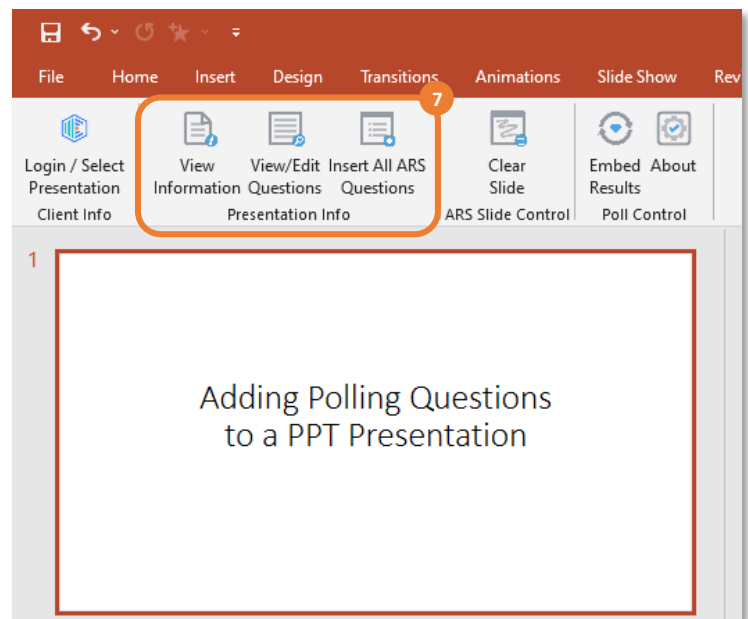 File Home Insert Design Transitions Animations Slide Show Rev
7
Login / Select Presentation
View Information
View/Edit Questions
Insert All ARS Questions
Clear Slide
Embed Results
About
Client Info
Presentation Info
ARS Slide Control
Poll Control
1
Adding Polling Questions
to a PPT Presentation